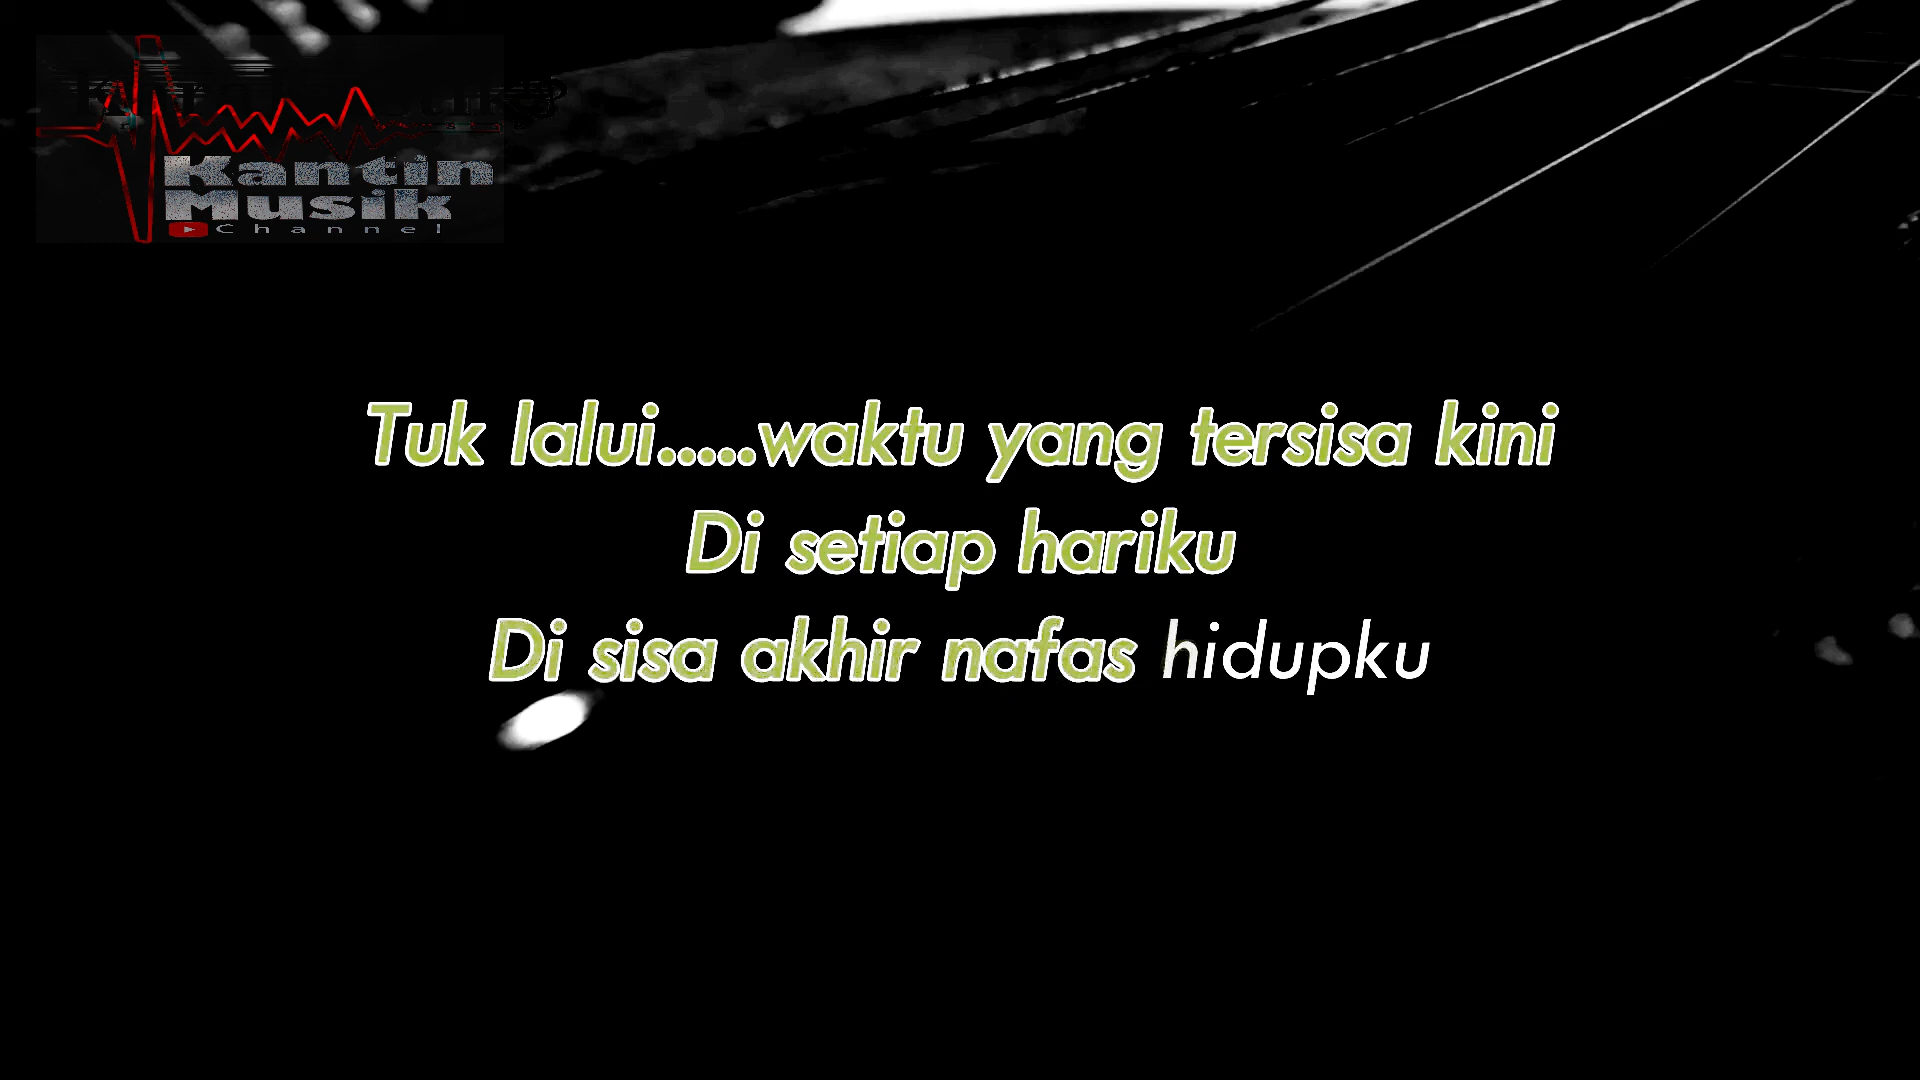 Kantin
Musik
Channel
Tuk lalui.....waktu yang tersisa kini
Di setiap hariku
Di sisa akhir nafas hidupku